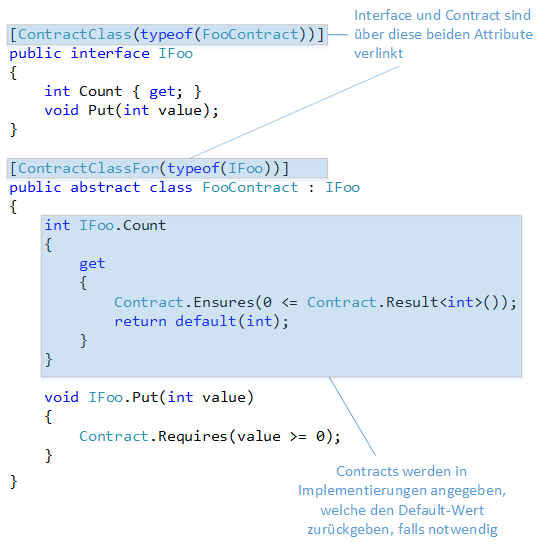 [ContractClass(typeof(FooContract))]
Interface und Contract sind
über diese beiden Attribute
verlinkt
public interface IFoo
{
    int Count { get; }
    void Put(int value);
}
[ContractClassFor(typeof(IFoo))]
public abstract class FooContract : IFoo
{
    int IFoo.Count
    {
        get
        {
            Contract.Ensures(0 <= Contract.Result<int>());
            return default(int);
        }
    }
    void IFoo.Put(int value)
    {
        Contract.Requires(value >= 0);
    }
}
Contracts werden in
Implementierungen angegeben,
welche den Default-Wert
zurückgeben, falls notwendig